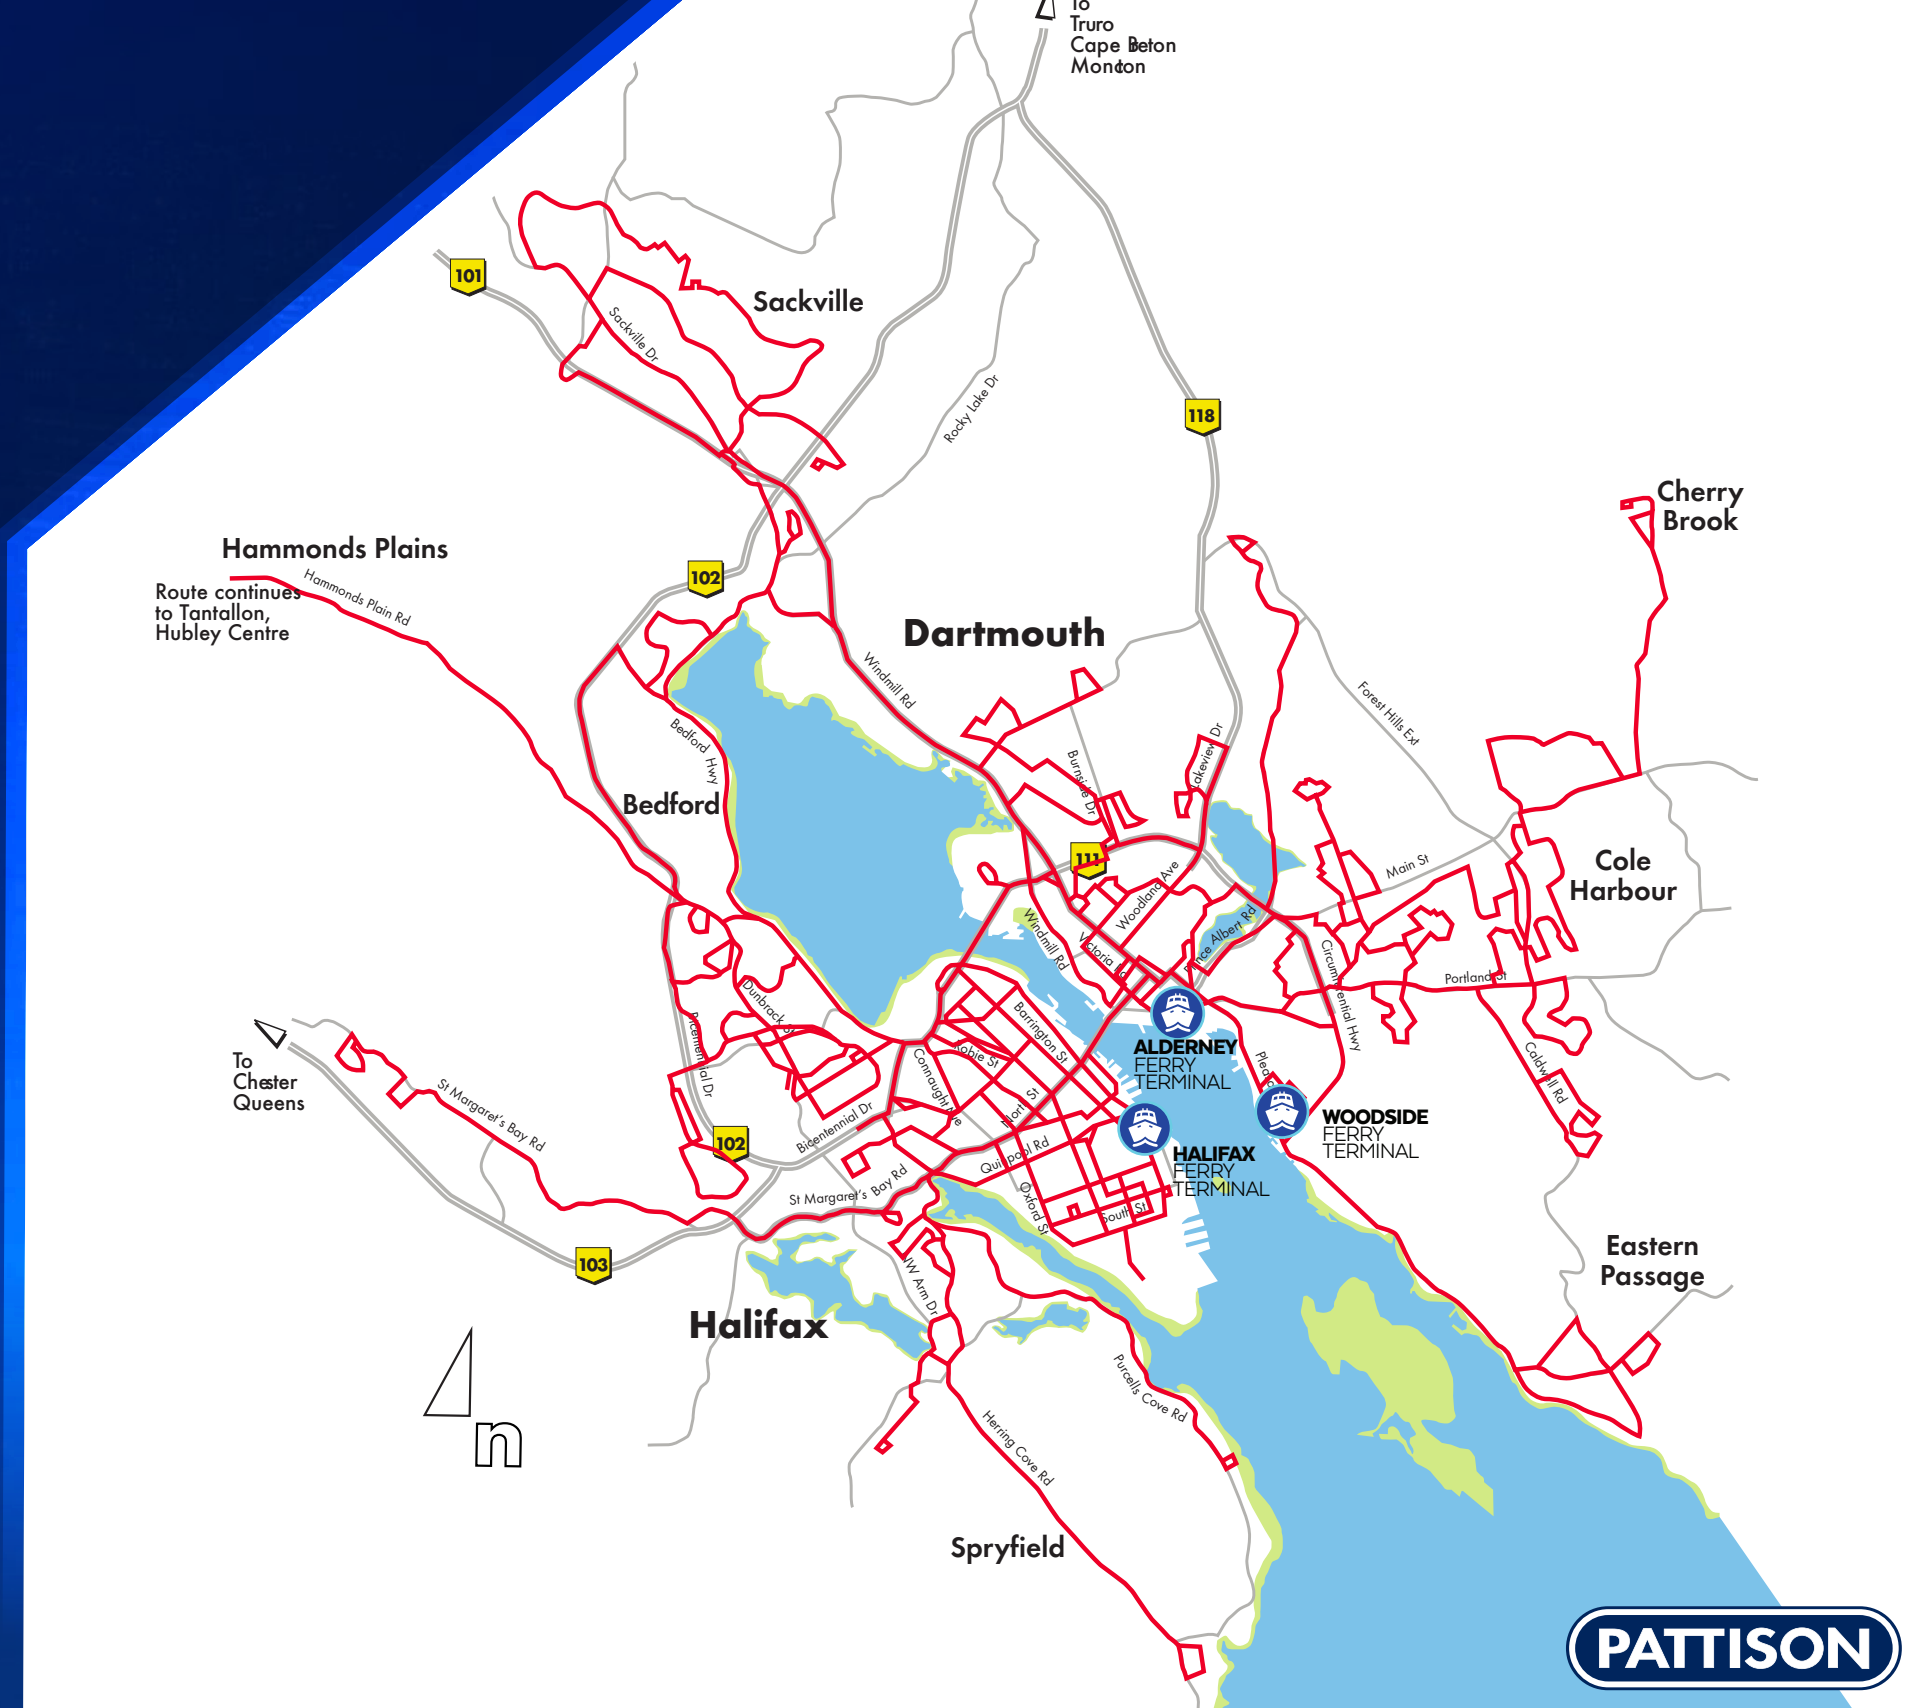 To
Truro
Cape Breton
Moncton
101
Sackville
Sackville Dr
Rocky Lake Dr
118
Cherry
Brook
Hammonds Plains
Hammonds Plain Rd
Route continues
to Tantallon,
Hubley Centre
102
Dartmouth
Windmill Rd
Forest Hills Ext
Bedford Hwy
Lakeview Dr
Burnside Dr
Bedford
111
Main St
Cole
Harbour
Woodland Ave
Windmill Rd
Victoria Rd
Prince Albert Rd
Circumferential Hwy
Portland St
Dunbrack St
Bicentennial Dr
Barrington St
Robie St
Connaught Ave
North St
ALDERNEY
FERRY
TERMINAL
Caldwell Rd
To
Chester
Queens
St Margaret's Bay Rd
Bicentennial Dr
102
WOODSIDE
FERRY
TERMINAL
HALIFAX
FERRY
TERMINAL
Quinpool Rd
St Margaret's Bay Rd
Oxford St
South St
103
Eastern
Passage
NW Arm Dr
Halifax
Purcells Cove Rd
n
Herring Cove Rd
Spryfield
PATTISON